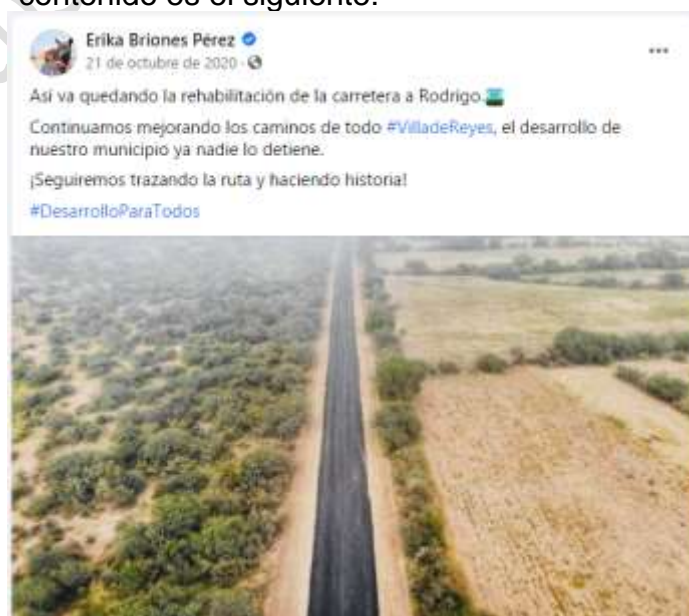 contenido es el siguiente:
Erika Briones Pérez
21 de octubre de 2020 ·
Así va quedando la rehabilitación de la carretera a Rodrigo.
Continuamos mejorando los caminos de todo #VilladeReyes, el desarrollo de
nuestro municipio ya nadie lo detiene.
¡Seguiremos trazando la ruta y haciendo historia!
#DesarrolloParaTodos